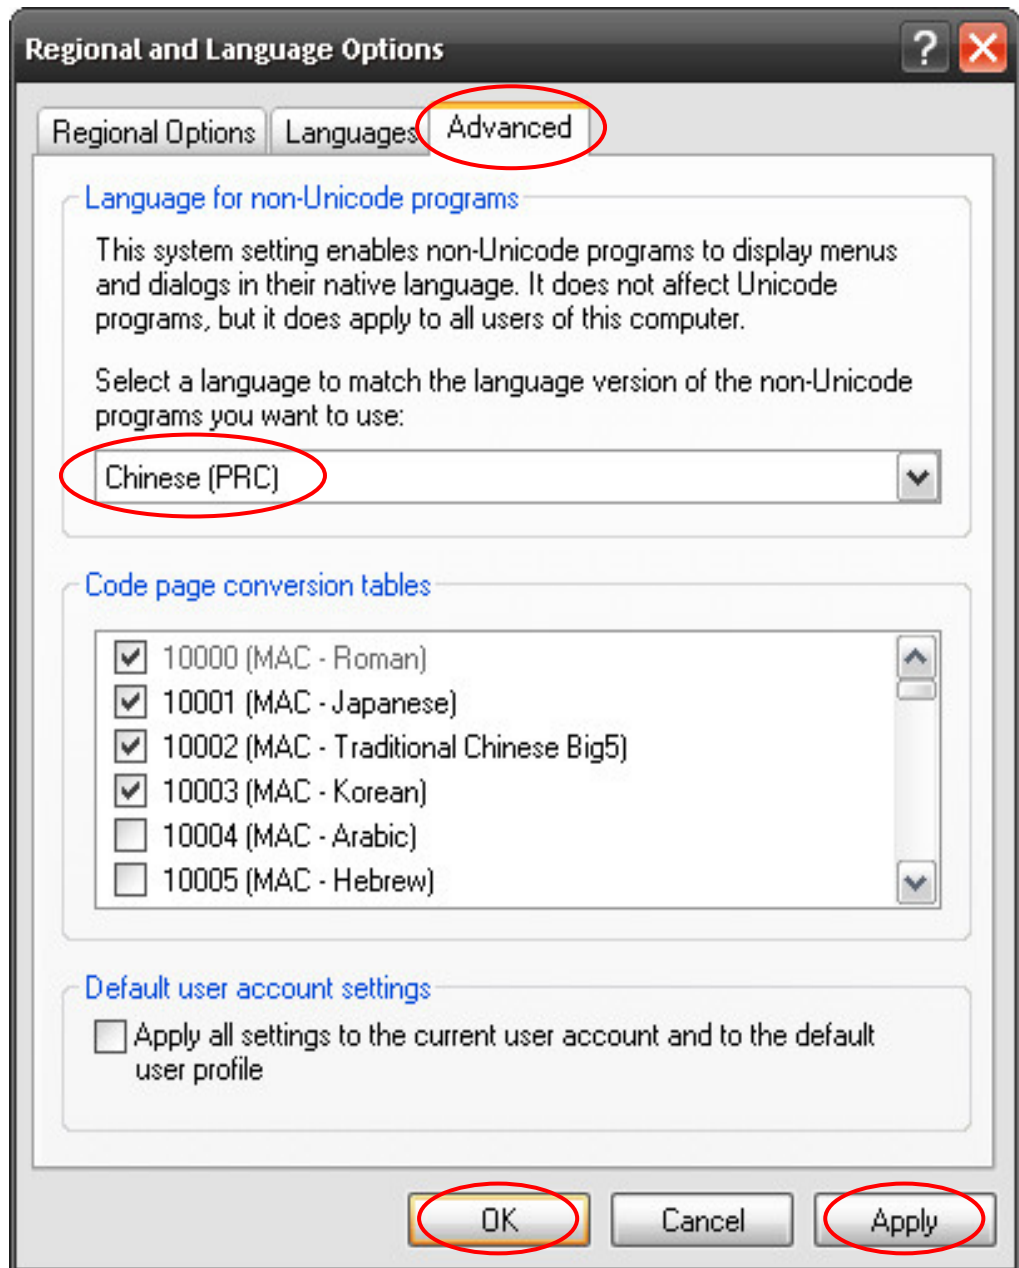 Regional and Language Options
Regional Options
Languages
Advanced
Language for non-Unicode programs
This system setting enables non-Unicode programs to display menus
and dialogs in their native language. It does not affect Unicode
programs, but it does apply to all users of this computer.
Select a language to match the language version of the non-Unicode
programs you want to use:
Chinese (PRC)
Code page conversion tables
10000 (MAC - Roman)
10001 (MAC - Japanese)
10002 (MAC - Traditional Chinese Big5)
10003 (MAC - Korean)
10004 (MAC - Arabic)
10005 (MAC - Hebrew)
Default user account settings
Apply all settings to the current user account and to the default
user profile
OK
Cancel
Apply